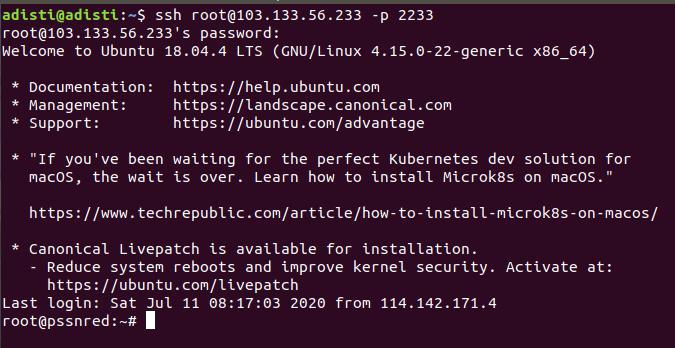 adisti@adisti:~$ ssh root@103.133.56.233 -p 2233
root@103.133.56.233's password:
Welcome to Ubuntu 18.04.4 LTS (GNU/Linux 4.15.0-22-generic x86_64)
* Documentation:  https://help.ubuntu.com
* Management:     https://landscape.canonical.com
* Support:        https://ubuntu.com/advantage
* "If you've been waiting for the perfect Kubernetes dev solution for
macOS, the wait is over. Learn how to install Microk8s on macOS."
https://www.techrepublic.com/article/how-to-install-microk8s-on-macos/
* Canonical Livepatch is available for installation.
- Reduce system reboots and improve kernel security. Activate at:
https://ubuntu.com/livepatch
Last login: Sat Jul 11 08:17:03 2020 from 114.142.171.4
root@pssnred:~#